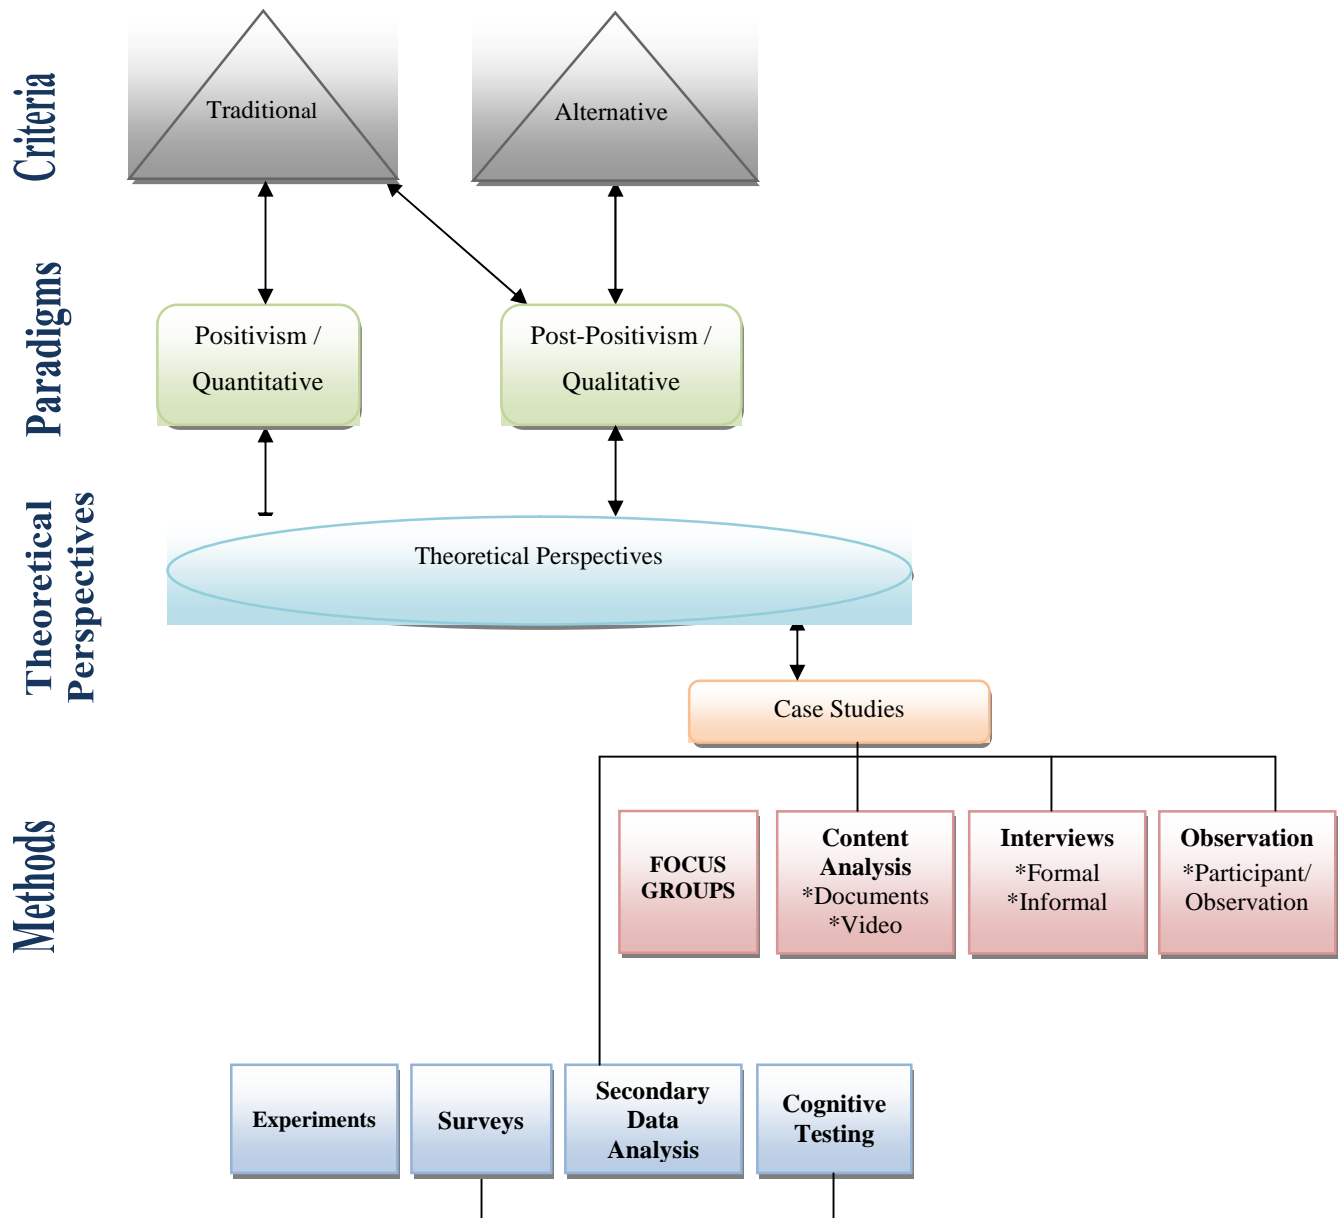 Criteria
Traditional
Alternative
Paradigms
Positivism /
Quantitative
Post-Positivism /
Qualitative
Theoretical
Perspectives
Theoretical Perspectives
Case Studies
Methods
FOCUS
GROUPS
Content
Analysis
*Documents
*Video
Interviews
*Formal
*Informal
Observation
*Participant/
Observation
Experiments
Surveys
Secondary
Data
Analysis
Cognitive
Testing